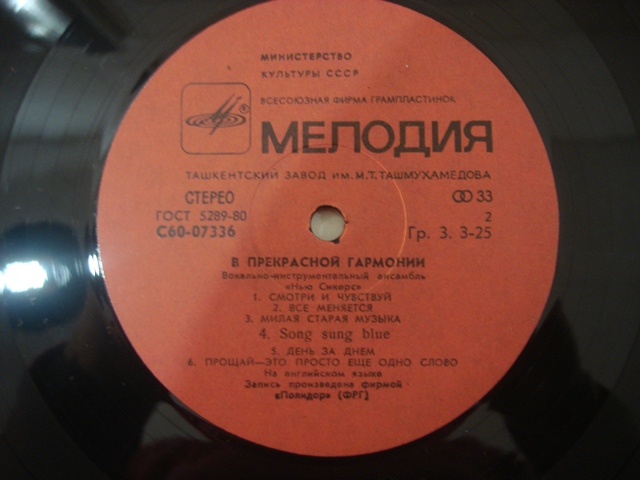 МИНИСТЕРСТВО
КУЛЬТУРЫ СССР
ВСЕСОЮЗНАЯ ФИРМА ГРАМПЛАСТИНОК
МЕЛОДИЯ
ТАШКЕНТСКИЙ ЗАВОД ИМ. М.Т. ТАШМУХАМЕДОВА
СТЕРЕО 33
ГОСТ 5289-80 2
С60-07336 Гр. 3. 3-25
В ПРЕКРАСНОЙ ГАРМОНИИ
Вокально-инструментальный ансамбль
«Нью Сикерс»
1. СМОТРИ И ЧУВСТВУЙ
2. ВСЕ МЕНЯЕТСЯ
3. МИЛАЯ СТАРАЯ МУЗЫКА
4. Song sung blue
5. ДЕНЬ ЗА ДНЕМ
6. ПРОЩАЙ—ЭТО ПРОСТО ЕЩЕ ОДНО СЛОВО
На английском языке
Запись произведена фирмой
«Полидор» (ФРГ)